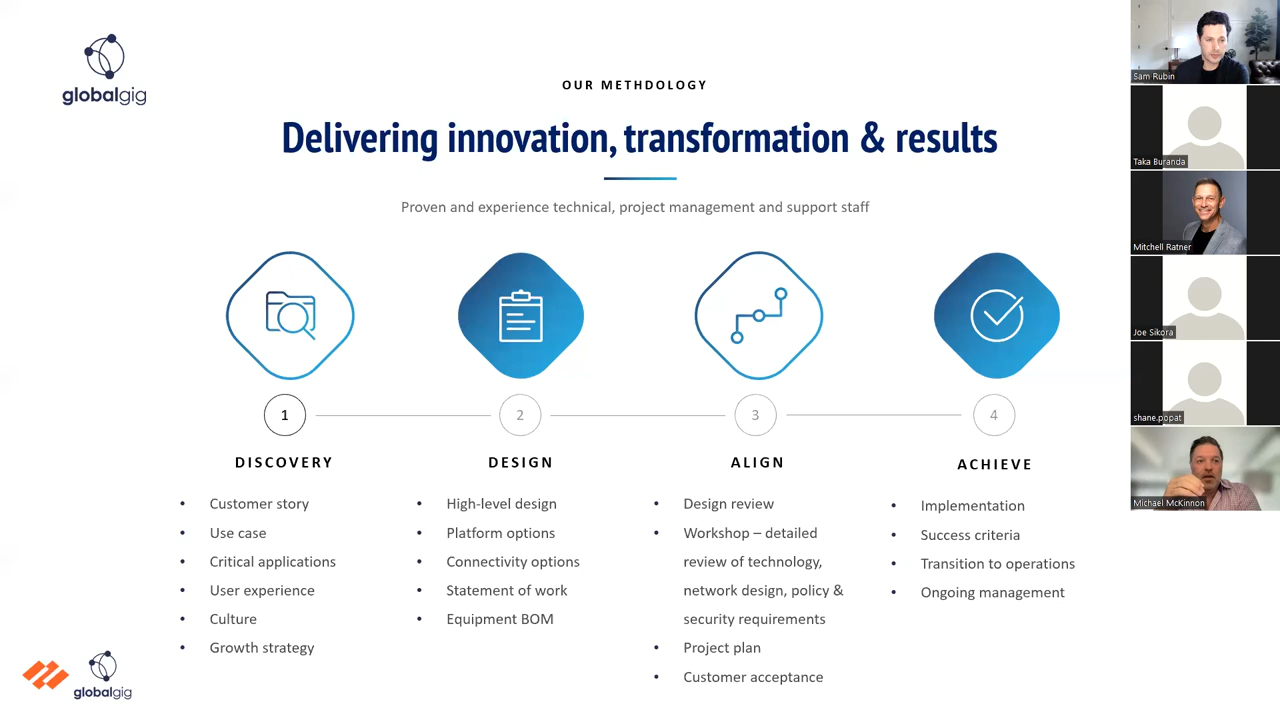 globalgig
OUR METHDOLOGY
Delivering innovation, transformation & results
Proven and experience technical, project management and support staff
1
2
3
4
DISCOVERY
DESIGN
ALIGN
ACHIEVE
• Customer story
• Use case
• Critical applications
• User experience
• Culture
• Growth strategy
• High-level design
• Platform options
• Connectivity options
• Statement of work
• Equipment BOM
• Design review
• Workshop – detailed
review of technology,
network design, policy &
security requirements
• Project plan
• Customer acceptance
• Implementation
• Success criteria
• Transition to operations
• Ongoing management
globalgig
Sam Rubin
Taka Buranda
Mitchell Ratner
Joe Sikora
shane.popat
Michael McKinnon